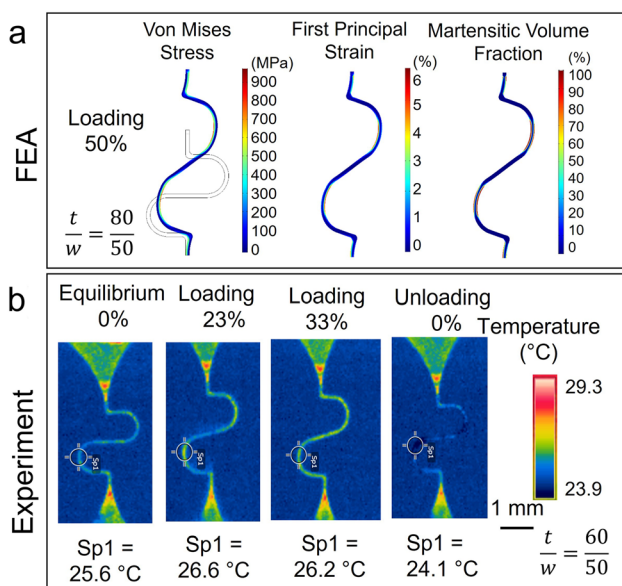 a
FEA
Von Mises
Stress
First Principal
Strain
Martensitic Volume
Fraction
Loading
50%
t/w = 80/50
(MPa)
900
800
700
600
500
400
300
200
100
0
(%)
6
5
4
3
2
1
0
(%)
100
90
80
70
60
50
40
30
20
10
0
b
Experiment
Equilibrium
0%
Loading
23%
Loading
33%
Unloading
0%
Temperature
(°C)
29.3
23.9
Sp1
Sp1
Sp1
Sp1
1 mm
Sp1 =
25.6 °C
Sp1 =
26.6 °C
Sp1 =
26.2 °C
Sp1 =
24.1 °C
t/w = 60/50